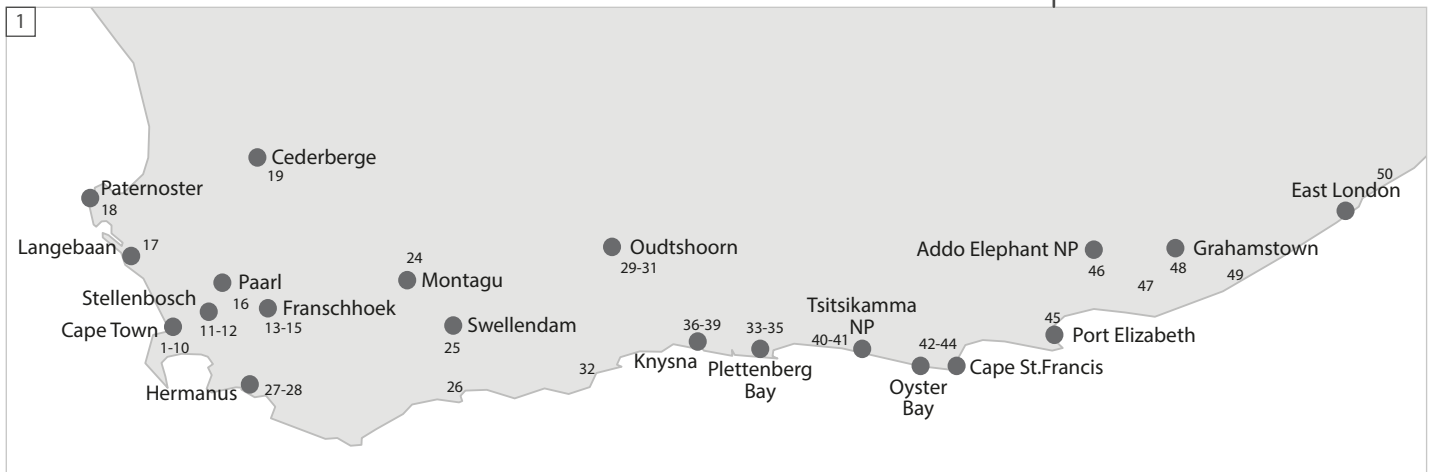 1
Cederberge
19
Paternoster
18
Langebaan
17
Paarl
16
Stellenbosch
11-12
Franschhoek
13-15
Cape Town
1-10
Hermanus
27-28
24
Montagu
Swellendam
25
26
Oudtshoorn
29-31
32
36-39
Knysna
33-35
Plettenberg
Bay
Tsitsikamma
NP
40-41
42-44
Oyster
Bay
Cape St.Francis
45
Port Elizabeth
Addo Elephant NP
46
47
Grahamstown
48
49
East London
50